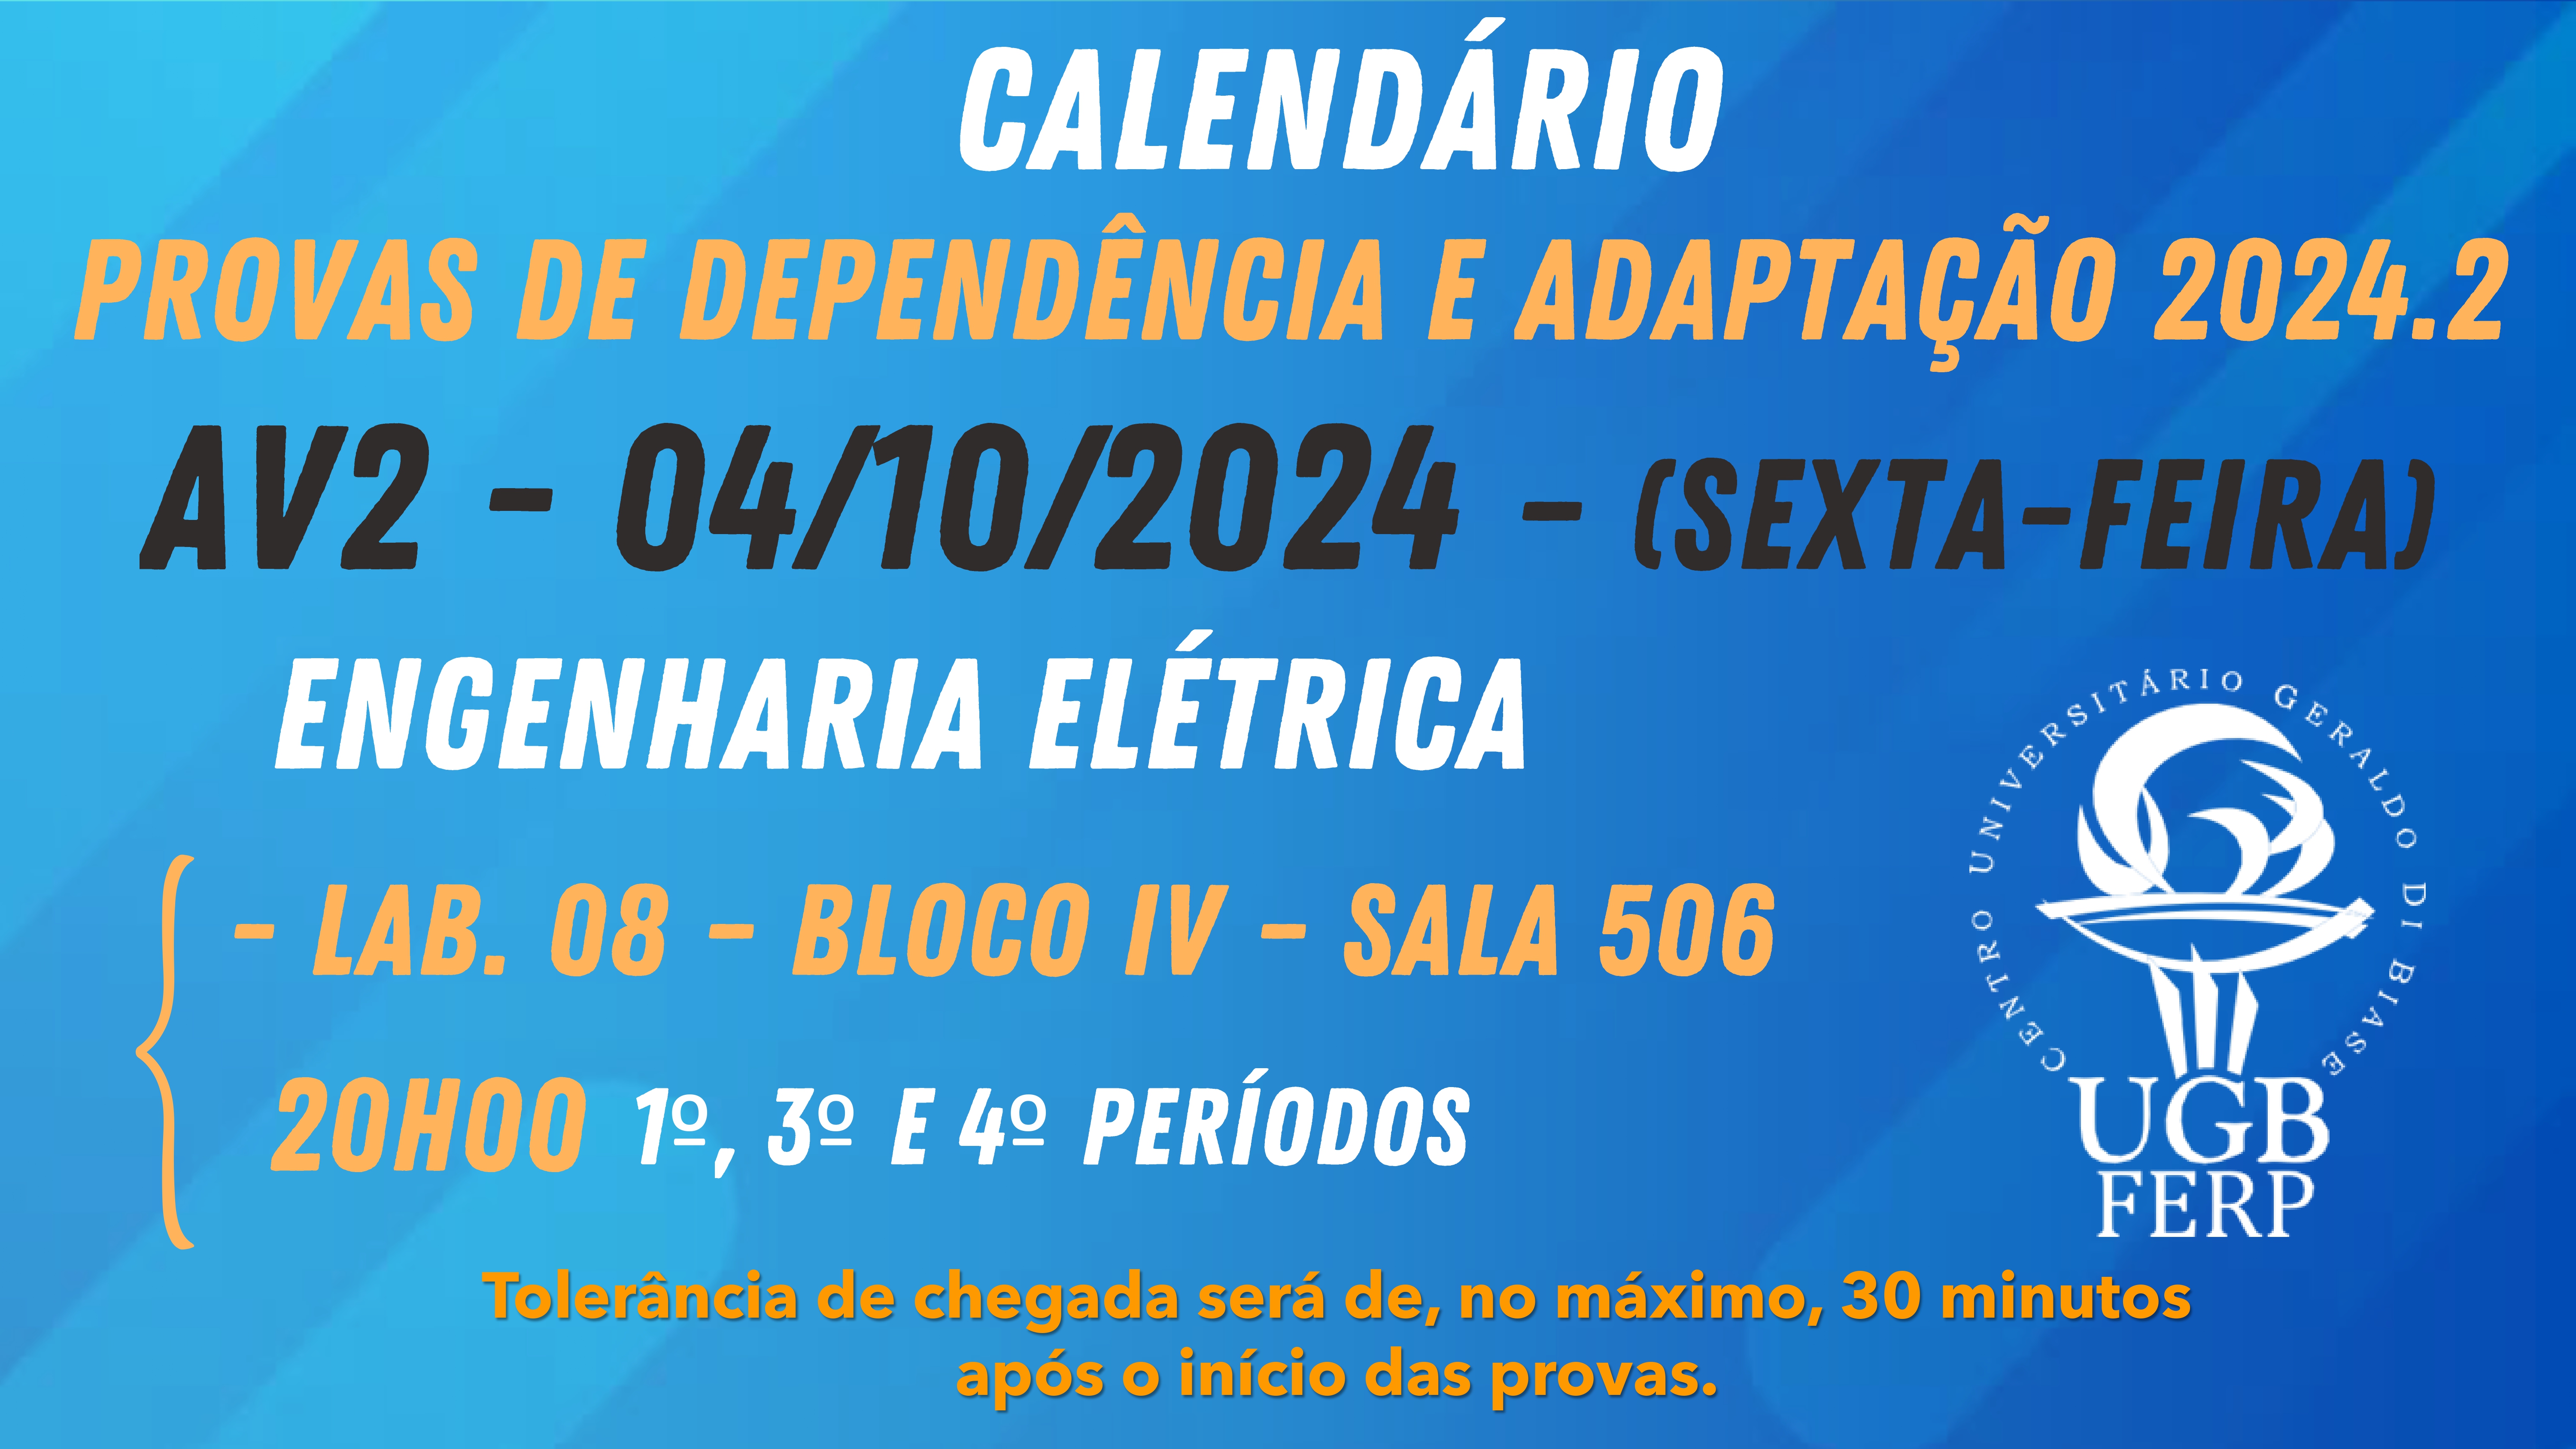 CALENDÁRIO
PROVAS DE DEPENDÊNCIA E ADAPTAÇÃO 2024.2
AV2 - 04/10/2024 - (SEXTA-FEIRA)
ENGENHARIA ELÉTRICA
- LAB. 08 - BLOCO IV - SALA 506
20H00 1º, 3º E 4º PERÍODOS
CENTRO UNIVERSITÁRIO GERALDO DI BIASE
UGB
FERP
Tolerância de chegada será de, no máximo, 30 minutos
após o início das provas.